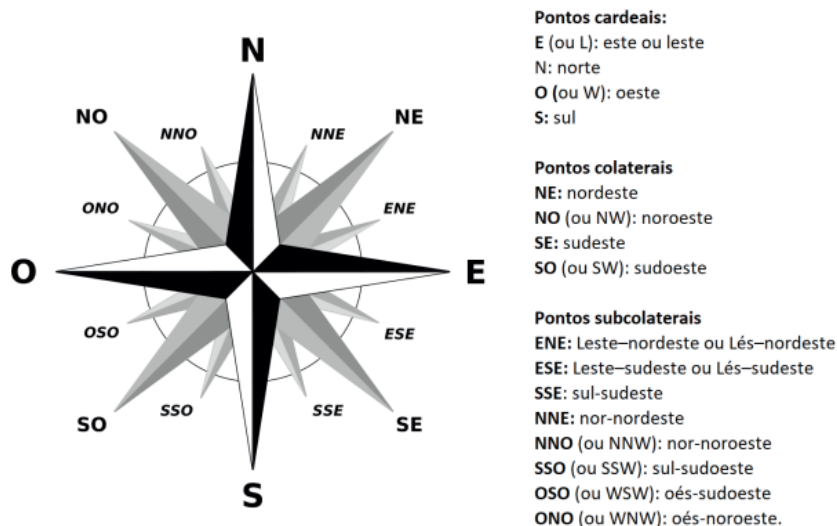 N
NO
NNO
NNE
NE
ONO
ENE
O
E
OSO
ESE
SO
SSO
SSE
SE
S
Pontos cardeais:
E (ou L): este ou leste
N: norte
O (ou W): oeste
S: sul
Pontos colaterais
NE: nordeste
NO (ou NW): noroeste
SE: sudeste
SO (ou SW): sudoeste
Pontos subcolaterais
ENE: Leste–nordeste ou Lés–nordeste
ESE: Leste–sudeste ou Lés–sudeste
SSE: sul-sudeste
NNE: nor-nordeste
NNO (ou NNW): nor-noroeste
SSO (ou SSW): sul-sudoeste
OSO (ou WSW): oés-sudoeste
ONO (ou WNW): oés-noroeste.